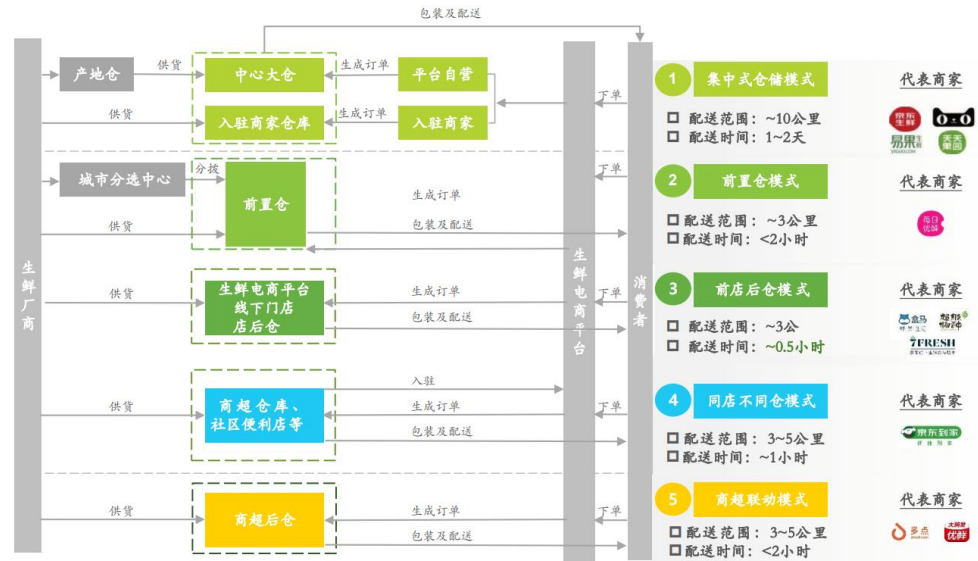 包装及配送
生鲜厂商
生鲜电商平台
消费者
产地仓
供货
中心大仓
生成订单
平台自营
下单
供货
入驻商家仓库
生成订单
入驻商家
1
集中式仓储模式
配送范围：~10公里
配送时间：1~2天
代表商家
京东
生鲜
易果生鲜
天天
果园
城市分选中心
分拨
前置仓
供货
生成订单
包装及配送
下单
2
前置仓模式
配送范围：~3公里
配送时间：<2小时
代表商家
每日
优鲜
供货
生鲜电商平台
线下门店
店后仓
生成订单
包装及配送
下单
3
前店后仓模式
配送范围：~3公
配送时间：~0.5小时
代表商家
盒马
超级物种
7FRESH
供货
商超仓库、
社区便利店等
入驻
生成订单
包装及配送
下单
4
同店不同仓模式
配送范围：3~5公里
配送时间：~1小时
代表商家
京东到家
供货
商超后仓
生成订单
包装及配送
下单
5
商超联动模式
配送范围：3~5公里
配送时间：<2小时
代表商家
多点
大润发
优鲜